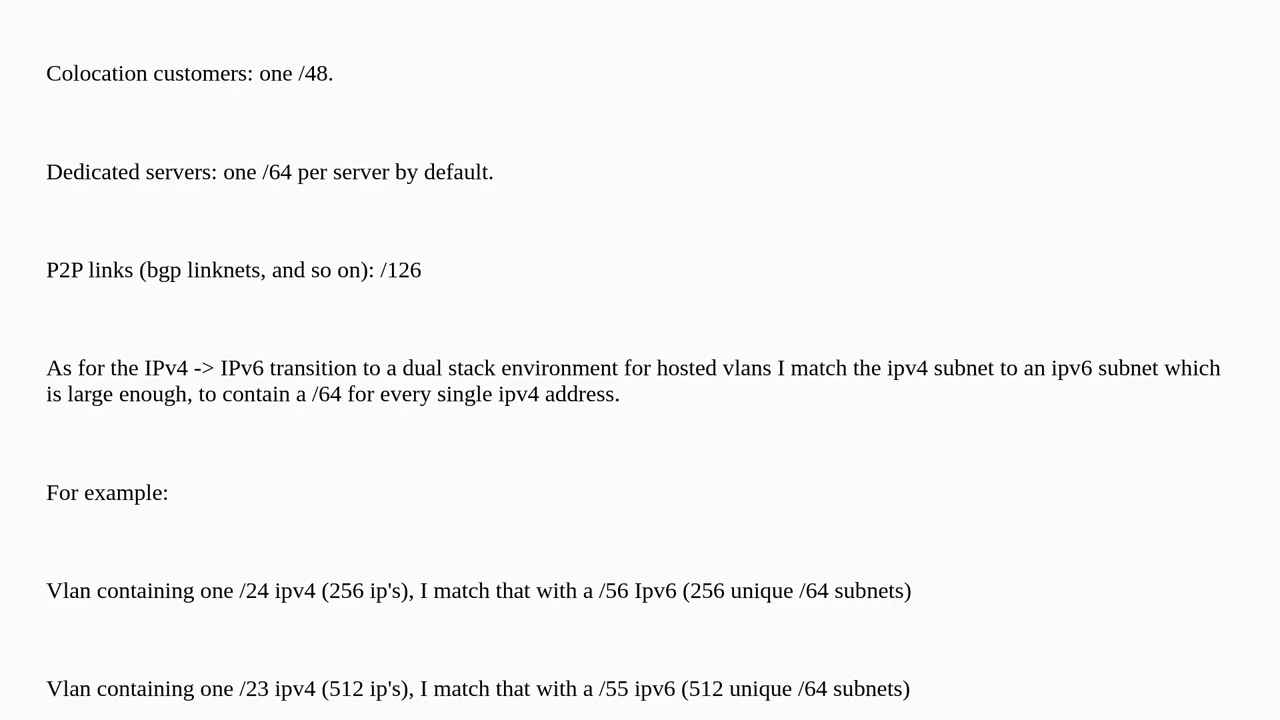 Colocation customers: one /48.
Dedicated servers: one /64 per server by default.
P2P links (bgp linknets, and so on): /126
As for the IPv4 -> IPv6 transition to a dual stack environment for hosted vlans I match the ipv4 subnet to an ipv6 subnet which
is large enough, to contain a /64 for every single ipv4 address.
For example:
Vlan containing one /24 ipv4 (256 ip's), I match that with a /56 Ipv6 (256 unique /64 subnets)
Vlan containing one /23 ipv4 (512 ip's), I match that with a /55 ipv6 (512 unique /64 subnets)